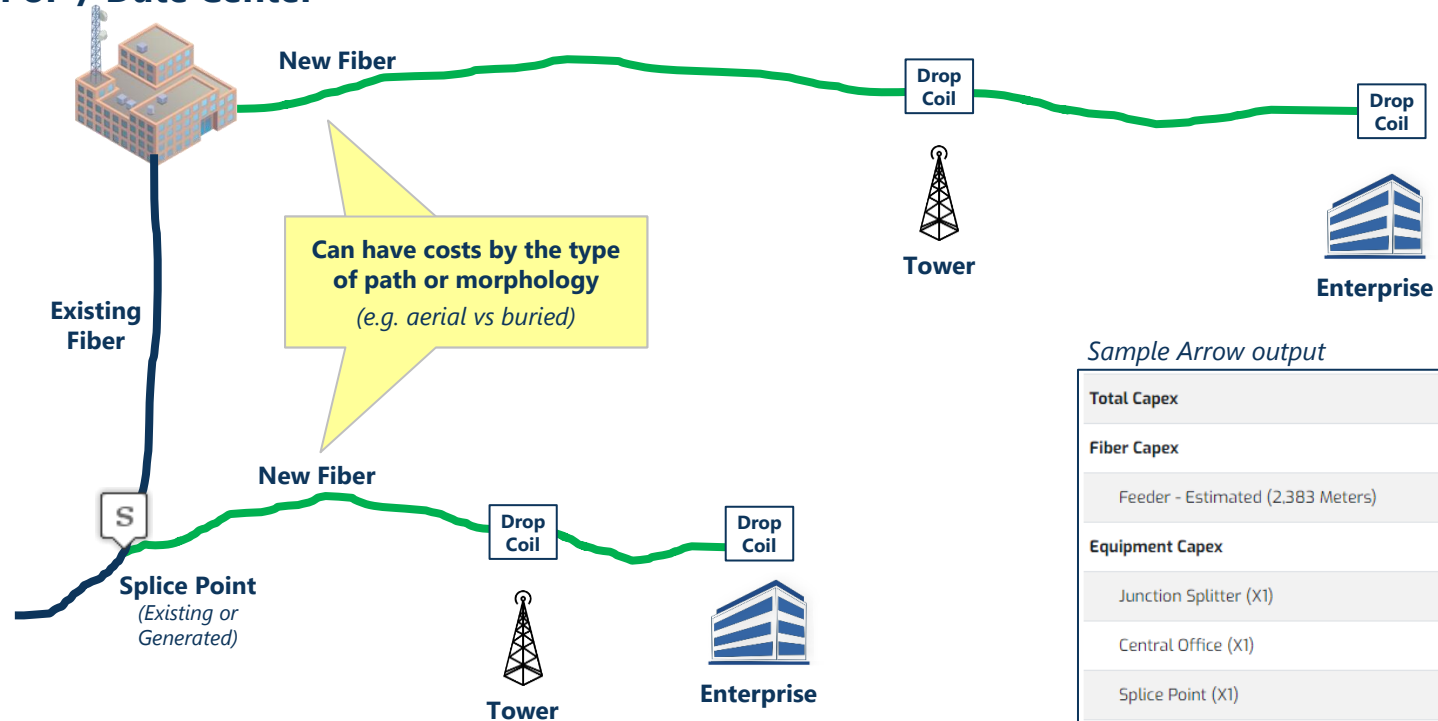 New Fiber
Drop
Coil
Drop
Coil
Can have costs by the type
of path or morphology
(e.g. aerial vs buried)
Tower
Enterprise
Existing
Fiber
Sample Arrow output
Total Capex
Fiber Capex
Feeder - Estimated (2,383 Meters)
Equipment Capex
Junction Splitter (X1)
Central Office (X1)
Splice Point (X1)
New Fiber
S
Drop
Coil
Drop
Coil
Splice Point
(Existing or
Generated)
Tower
Enterprise